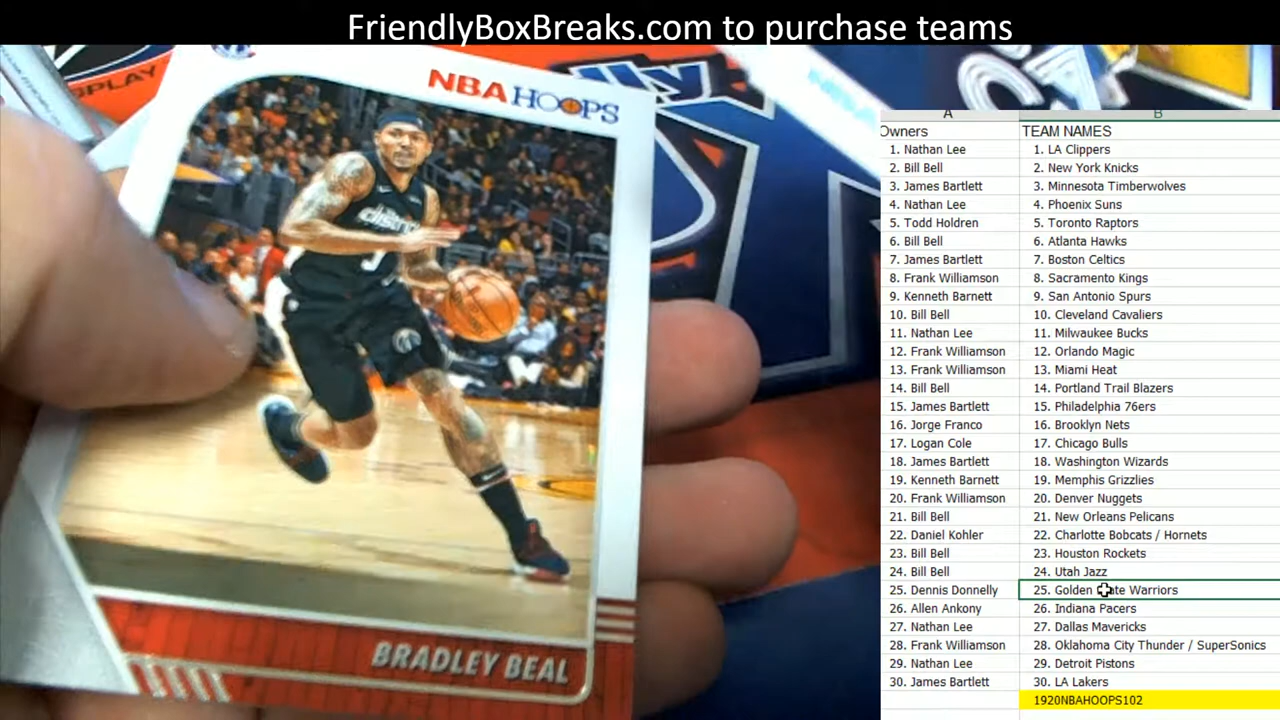 FriendlyBoxBreaks.com to purchase teams
NBA HOOPS
district
BRADLEY BEAL
A B
Owners TEAM NAMES
1. Nathan Lee 1. LA Clippers
2. Bill Bell 2. New York Knicks
3. James Bartlett 3. Minnesota Timberwolves
4. Nathan Lee 4. Phoenix Suns
5. Todd Holdren 5. Toronto Raptors
6. Bill Bell 6. Atlanta Hawks
7. James Bartlett 7. Boston Celtics
8. Frank Williamson 8. Sacramento Kings
9. Kenneth Barnett 9. San Antonio Spurs
10. Bill Bell 10. Cleveland Cavaliers
11. Nathan Lee 11. Milwaukee Bucks
12. Frank Williamson 12. Orlando Magic
13. Frank Williamson 13. Miami Heat
14. Bill Bell 14. Portland Trail Blazers
15. James Bartlett 15. Philadelphia 76ers
16. Jorge Franco 16. Brooklyn Nets
17. Logan Cole 17. Chicago Bulls
18. James Bartlett 18. Washington Wizards
19. Kenneth Barnett 19. Memphis Grizzlies
20. Frank Williamson 20. Denver Nuggets
21. Bill Bell 21. New Orleans Pelicans
22. Daniel Kohler 22. Charlotte Bobcats / Hornets
23. Bill Bell 23. Houston Rockets
24. Bill Bell 24. Utah Jazz
25. Dennis Donnelly 25. Golden State Warriors
26. Allen Ankony 26. Indiana Pacers
27. Nathan Lee 27. Dallas Mavericks
28. Frank Williamson 28. Oklahoma City Thunder / SuperSonics
29. Nathan Lee 29. Detroit Pistons
30. James Bartlett 30. LA Lakers
1920NBAHOOPS102